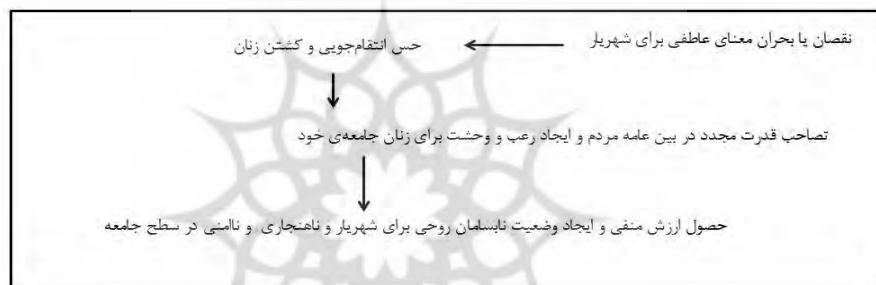 نقصان یا بحران معنای عاطفی برای شهریار
حس انتقام‌جویی و کشتن زنان
تصاحب قدرت مجدد در بین عامه مردم و ایجاد رعب و وحشت برای زنان جامعه‌ی خود
حصول ارزش منفی و ایجاد وضعیت نابسامان روحی برای شهریار و ناهنجاری و ناامنی در سطح جامعه